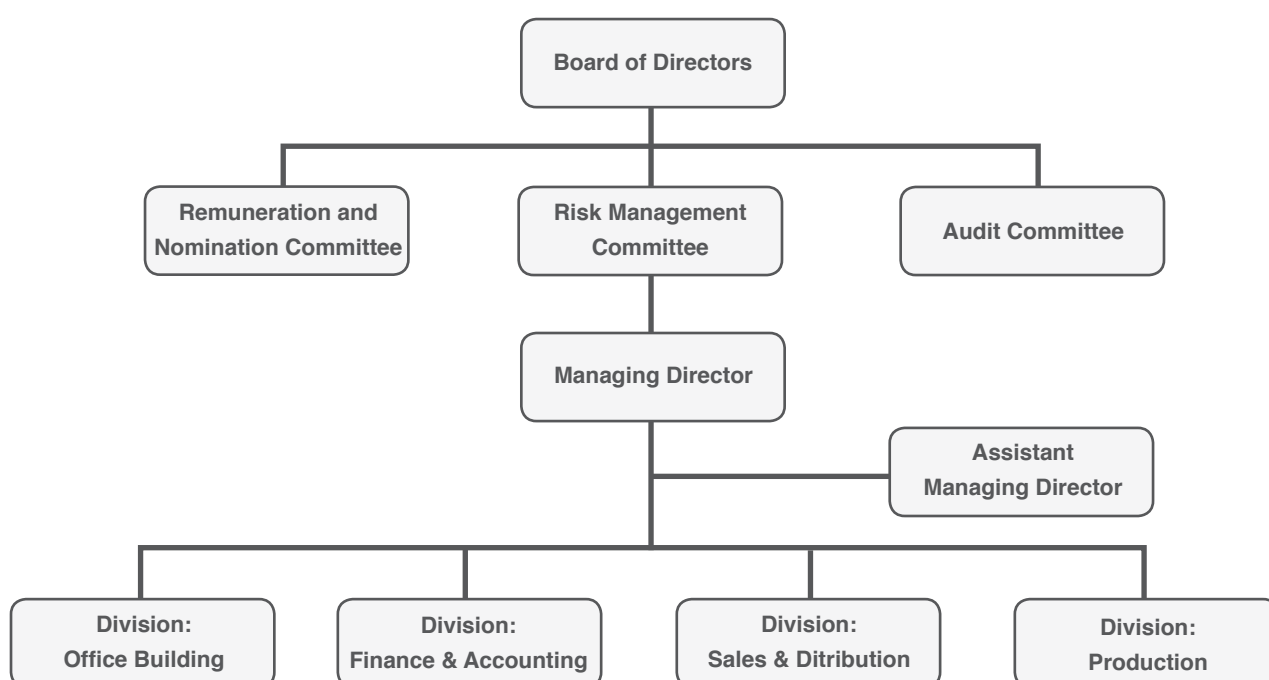 Board of Directors
Remuneration and
Nomination Committee
Risk Management
Committee
Audit Committee
Managing Director
Assistant
Managing Director
Division:
Office Building
Division:
Finance & Accounting
Division:
Sales & Ditribution
Division:
Production